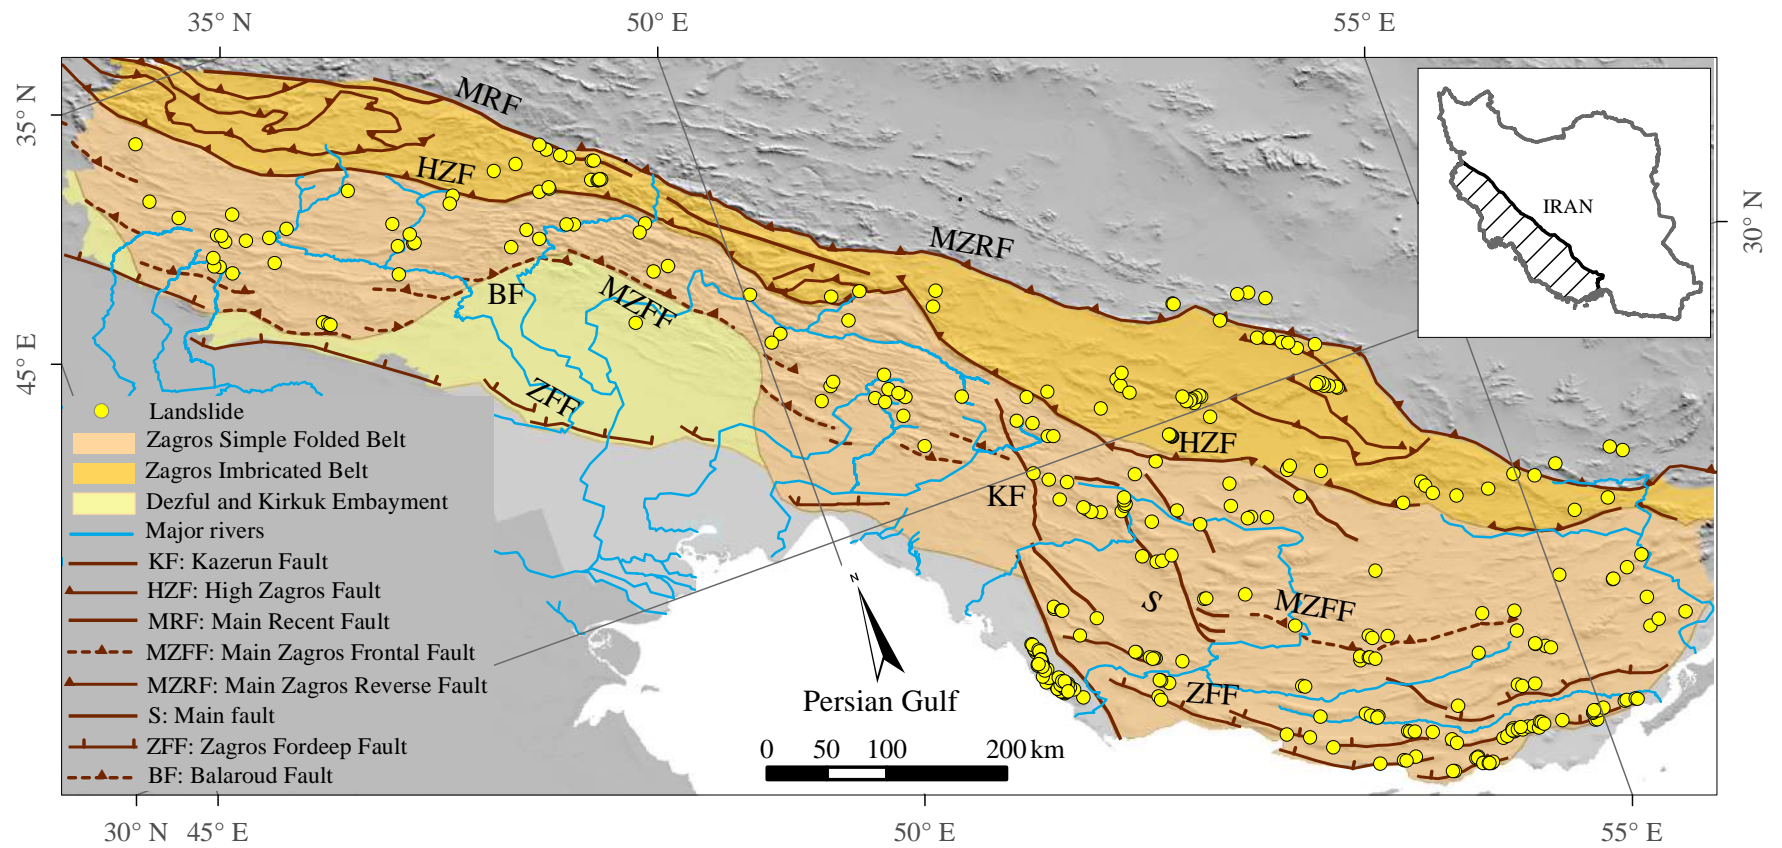 35° N
50° E
55° E
35° N
45° E
30° N
MRF
HZF
MZRF
BF
MZFF
ZFF
KF
HZF
S
MZFF
ZFF
IRAN
N
Persian Gulf
0 50 100 200 km
Landslide
Zagros Simple Folded Belt
Zagros Imbricated Belt
Dezful and Kirkuk Embayment
Major rivers
KF: Kazerun Fault
HZF: High Zagros Fault
MRF: Main Recent Fault
MZFF: Main Zagros Frontal Fault
MZRF: Main Zagros Reverse Fault
S: Main fault
ZFF: Zagros Fordeep Fault
BF: Balaroud Fault
30° N
45° E
50° E
55° E